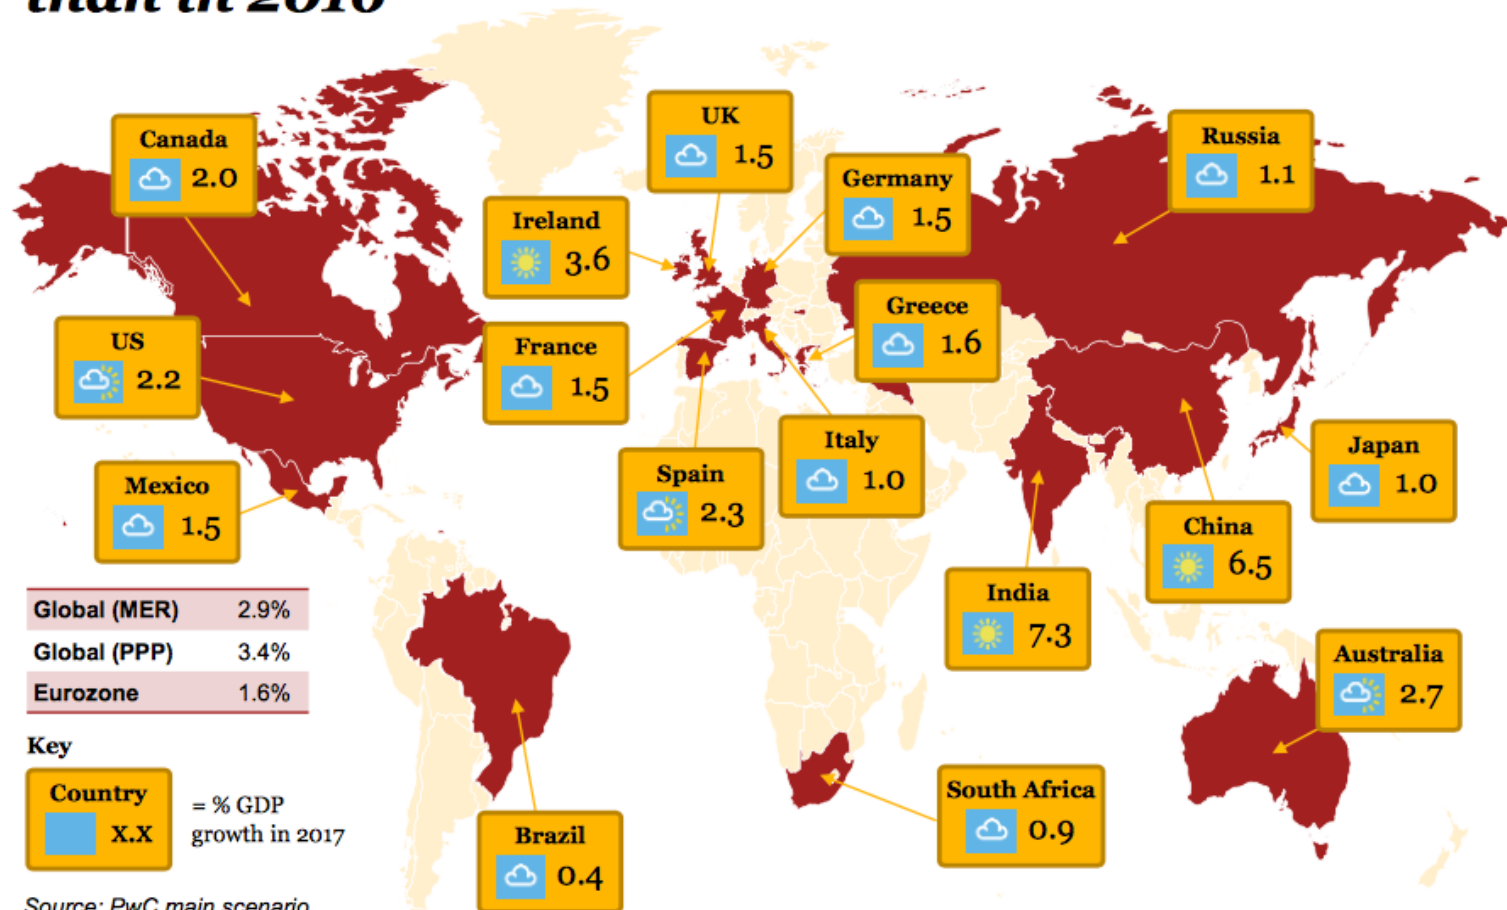 than in 2016
Canada
2.0
UK
1.5
Russia
1.1
Germany
1.5
Ireland
3.6
Greece
1.6
US
2.2
France
1.5
Italy
1.0
Japan
1.0
Spain
2.3
Mexico
1.5
China
6.5
India
7.3
Australia
2.7
Global (MER) 2.9%
Global (PPP) 3.4%
Eurozone 1.6%
Key
Country
X.X
= % GDP
growth in 2017
South Africa
0.9
Brazil
0.4
Source: PwC main scenario